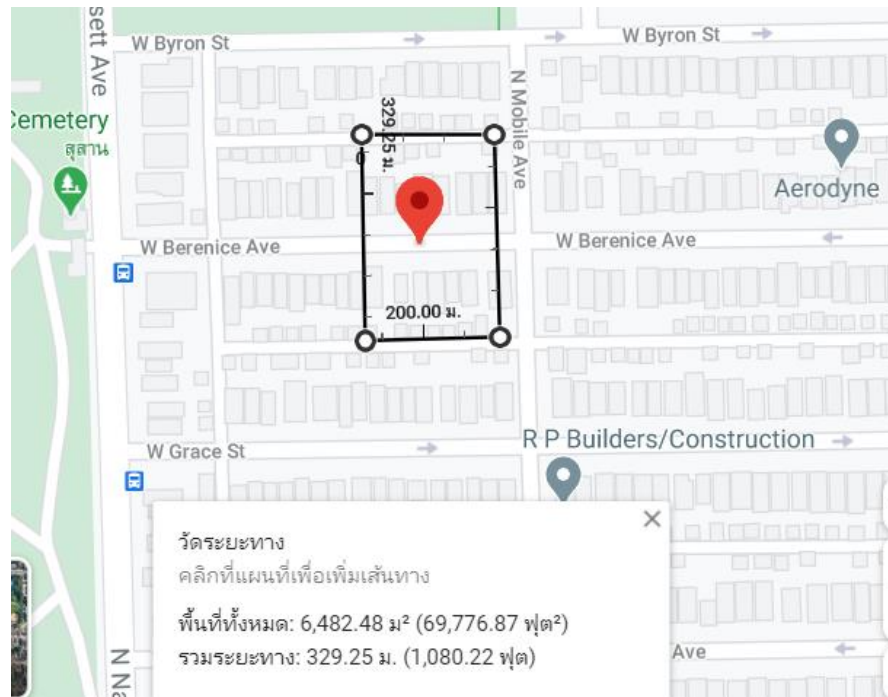 sett Ave
W Byron St
W Byron St
N Mobile Ave
Cemetery
สุสาน
329.25 ม.
0
Aerodyne
W Berenice Ave
W Berenice Ave
200.00 ม.
R P Builders/Construction
W Grace St
วัดระยะทาง
คลิกที่แผนที่เพื่อเพิ่มเส้นทาง
พื้นที่ทั้งหมด: 6,482.48 ม² (69,776.87 ฟุต²)
รวมระยะทาง: 329.25 ม. (1,080.22 ฟุต)
Ave
N Na